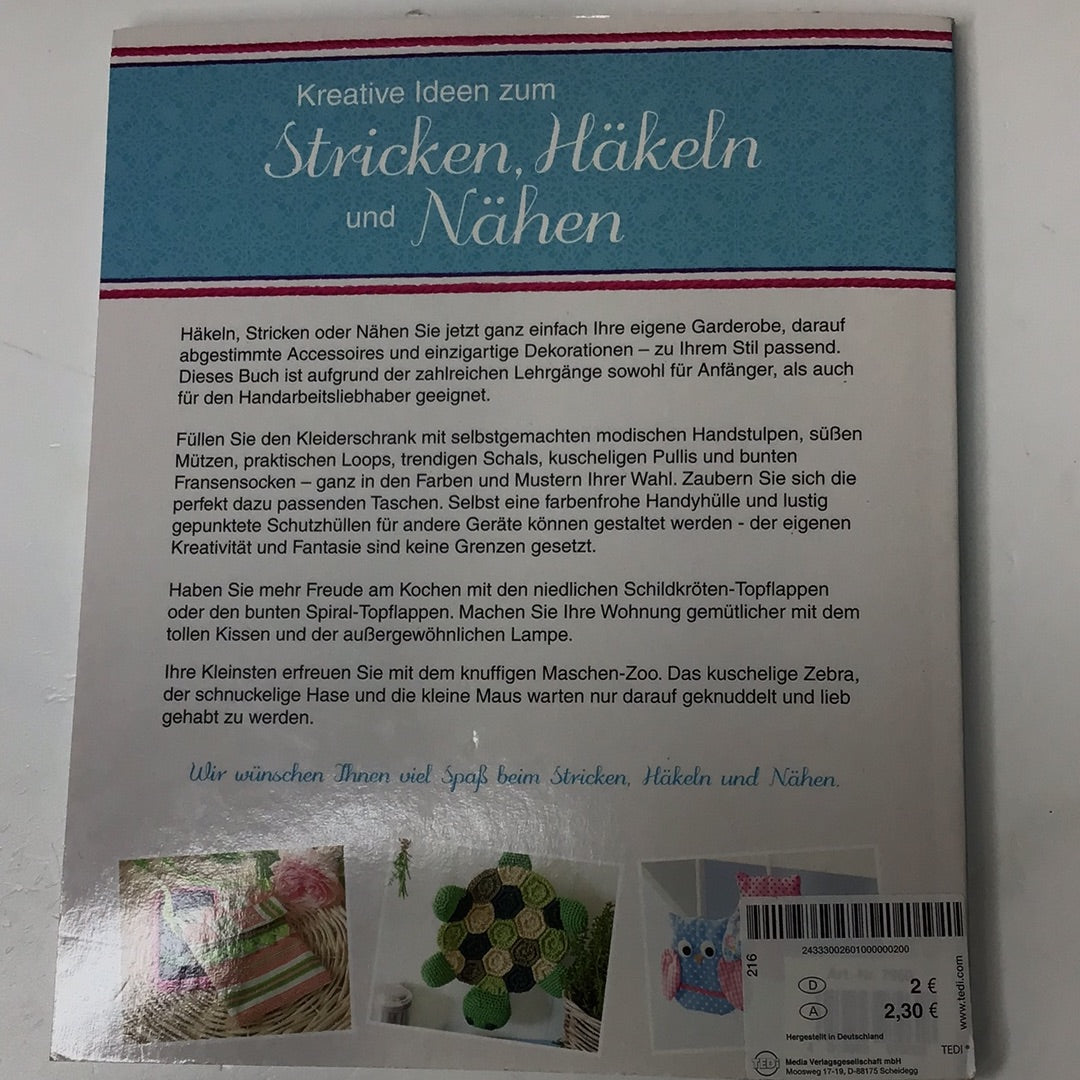 Kreative Ideen zum
Stricken, Häkeln
und Nähen
Häkeln, Stricken oder Nähen Sie jetzt ganz einfach Ihre eigene Garderobe, darauf
abgestimmte Accessoires und einzigartige Dekorationen – zu Ihrem Stil passend.
Dieses Buch ist aufgrund der zahlreichen Lehrgänge sowohl für Anfänger, als auch
für den Handarbeitsliebhaber geeignet.
Füllen Sie den Kleiderschrank mit selbstgemachten modischen Handstulpen, süßen
Mützen, praktischen Loops, trendigen Schals, kuscheligen Pullis und bunten
Fransensocken – ganz in den Farben und Mustern Ihrer Wahl. Zaubern Sie sich die
perfekt dazu passenden Taschen. Selbst eine farbenfrohe Handyhülle und lustig
gepunktete Schutzhüllen für andere Geräte können gestaltet werden - der eigenen
Kreativität und Fantasie sind keine Grenzen gesetzt.
Haben Sie mehr Freude am Kochen mit den niedlichen Schildkröten-Topflappen
oder den bunten Spiral-Topflappen. Machen Sie Ihre Wohnung gemütlicher mit dem
tollen Kissen und der außergewöhnlichen Lampe.
Ihre Kleinsten erfreuen Sie mit dem knuffigen Maschen-Zoo. Das kuschelige Zebra,
der schnuckelige Hase und die kleine Maus warten nur darauf geknuddelt und lieb
gehabt zu werden.
Wir wünschen Ihnen viel Spaß beim Stricken, Häkeln und Nähen.
24333002601000000200
216
D 2 €
A 2,30 €
www.tedi.com
Hergestellt in Deutschland
TEDI
TEDi Media Verlagsgesellschaft mbH
Moosweg 17-19, D-88175 Scheidegg